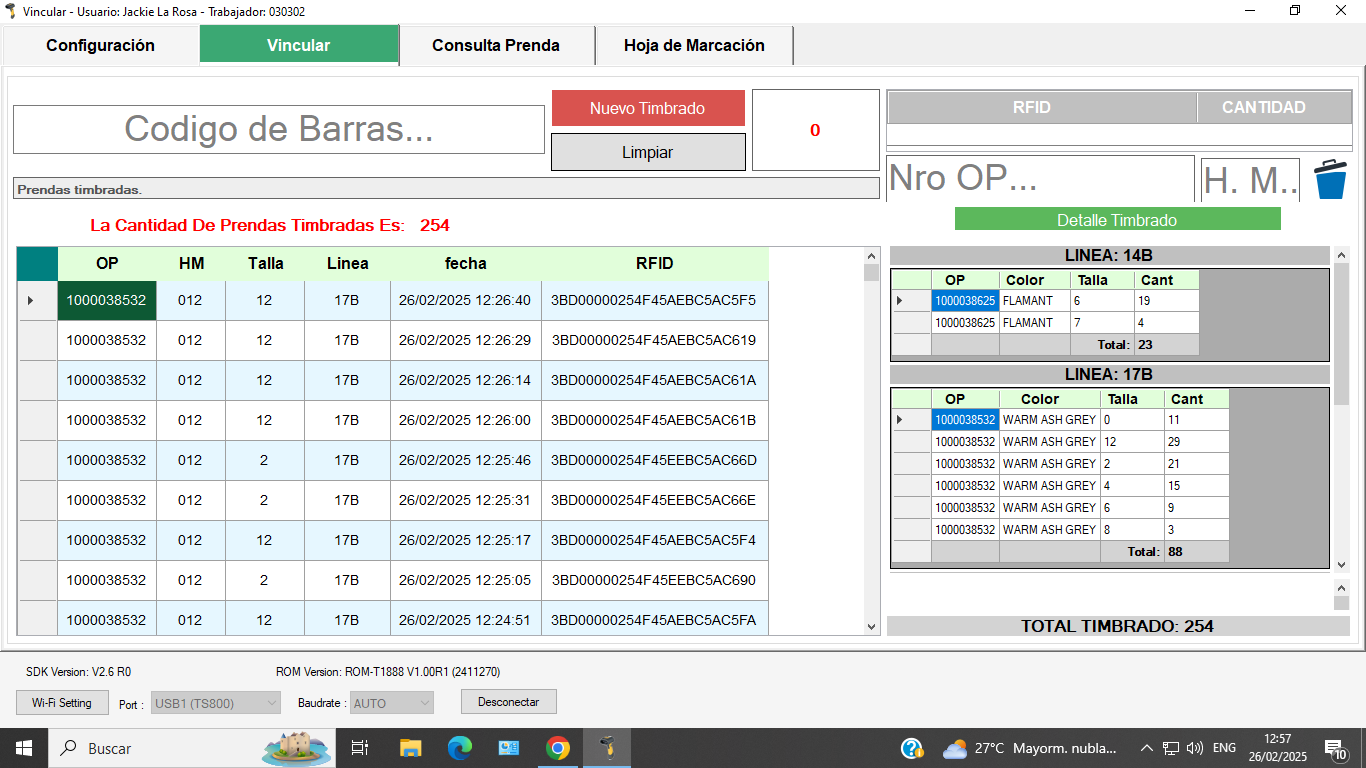 Vincular - Usuario: Jackie La Rosa - Trabajador: 030302
Configuración Vincular Consulta Prenda Hoja de Marcación
Codigo de Barras...
Nuevo Timbrado
Limpiar
0
RFID CANTIDAD
Nro OP... H. M..
Prendas timbradas.
La Cantidad De Prendas Timbradas Es: 254
Detalle Timbrado
OP HM Talla Linea fecha RFID
1000038532 012 12 17B 26/02/2025 12:26:40 3BD00000254F45AEBC5AC5F5
1000038532 012 12 17B 26/02/2025 12:26:29 3BD00000254F45AEBC5AC619
1000038532 012 12 17B 26/02/2025 12:26:14 3BD00000254F45AEBC5AC61A
1000038532 012 12 17B 26/02/2025 12:26:00 3BD00000254F45AEBC5AC61B
1000038532 012 2 17B 26/02/2025 12:25:46 3BD00000254F45EEBC5AC66D
1000038532 012 2 17B 26/02/2025 12:25:31 3BD00000254F45EEBC5AC66E
1000038532 012 12 17B 26/02/2025 12:25:17 3BD00000254F45AEBC5AC5F4
1000038532 012 2 17B 26/02/2025 12:25:05 3BD00000254F45EEBC5AC690
1000038532 012 12 17B 26/02/2025 12:24:51 3BD00000254F45AEBC5AC5FA
LINEA: 14B
OP Color Talla Cant
1000038625 FLAMANT 6 19
1000038625 FLAMANT 7 4
Total: 23
LINEA: 17B
OP Color Talla Cant
1000038532 WARM ASH GREY 0 11
1000038532 WARM ASH GREY 12 29
1000038532 WARM ASH GREY 2 21
1000038532 WARM ASH GREY 4 15
1000038532 WARM ASH GREY 6 9
1000038532 WARM ASH GREY 8 3
Total: 88
TOTAL TIMBRADO: 254
SDK Version: V2.6 R0 ROM Version: ROM-T1888 V1.00R1 (2411270)
Wi-Fi Setting Port : USB1 (TS800) Baudrate : AUTO Desconectar
Buscar
27°C Mayorm. nubla...
ENG
12:57
26/02/2025
10